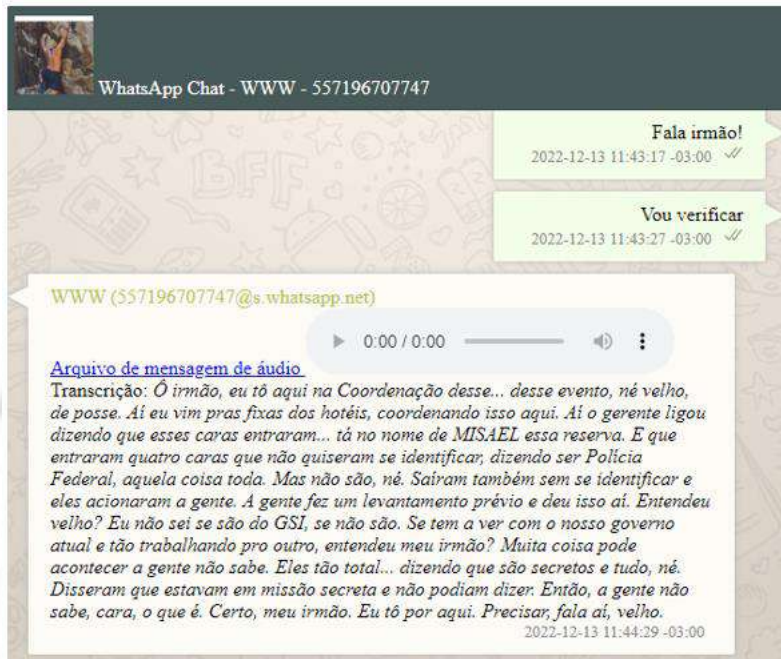 WhatsApp Chat - WWW - 557196707747
Fala irmão!
2022-12-13 11:43:17 -03:00
Vou verificar
2022-12-13 11:43:27 -03:00
WWW (557196707747@s.whatsapp.net)
0:00 / 0:00
Arquivo de mensagem de áudio
Transcrição: Ô irmão, eu tô aqui na Coordenação desse... desse evento, né velho,
de posse. Aí eu vim pras fixas dos hotéis, coordenando isso aqui. Aí o gerente ligou
dizendo que esses caras entraram... tá no nome de MISAEL essa reserva. E que
entraram quatro caras que não quiseram se identificar, dizendo ser Polícia
Federal, aquela coisa toda. Mas não são, né. Saíram também sem se identificar e
eles acionaram a gente. A gente fez um levantamento prévio e deu isso aí. Entendeu
velho? Eu não sei se são do GSI, se não são. Se tem a ver com o nosso governo
atual e tão trabalhando pro outro, entendeu meu irmão? Muita coisa pode
acontecer a gente não sabe. Eles tão total... dizendo que são secretos e tudo, né.
Disseram que estavam em missão secreta e não podiam dizer. Então, a gente não
sabe, cara, o que é. Certo, meu irmão. Eu tô por aqui. Precisar, fala aí, velho.
2022-12-13 11:44:29 -03:00